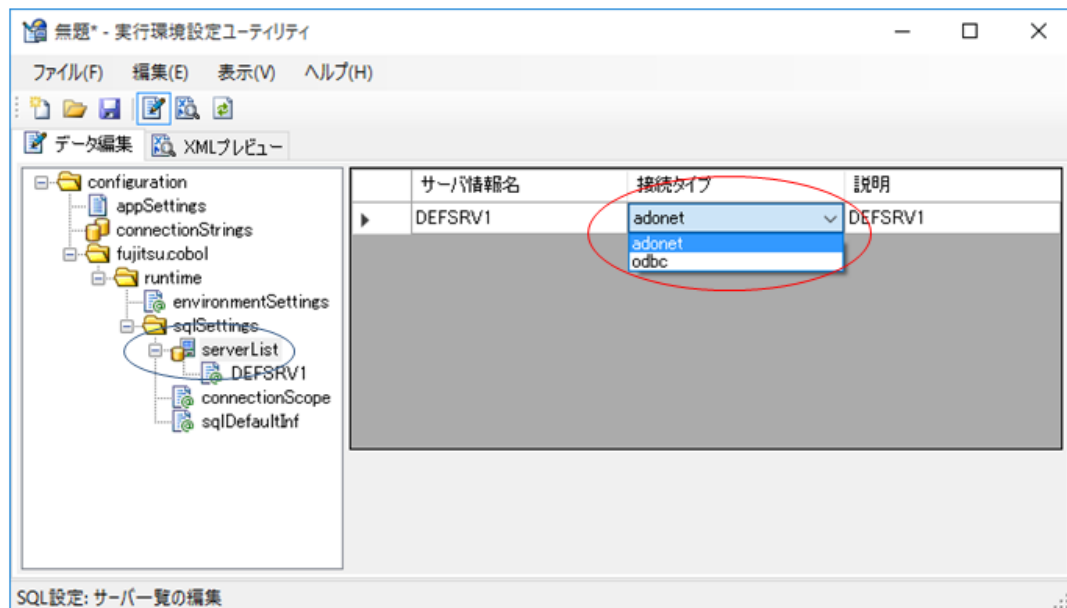 無題* - 実行環境設定ユーティリティ
ファイル(F) 編集(E) 表示(V) ヘルプ(H)
データ編集 XMLプレビュー
configuration
appSettings
connectionStrings
fujitsu.cobol
runtime
environmentSettings
sqlSettings
serverList
DEFSRV1
connectionScope
sqlDefaultInf
サーバ情報名 接続タイプ 説明
DEFSRV1 adonet DEFSRV1
adonet
odbc
SQL設定: サーバー覧の編集